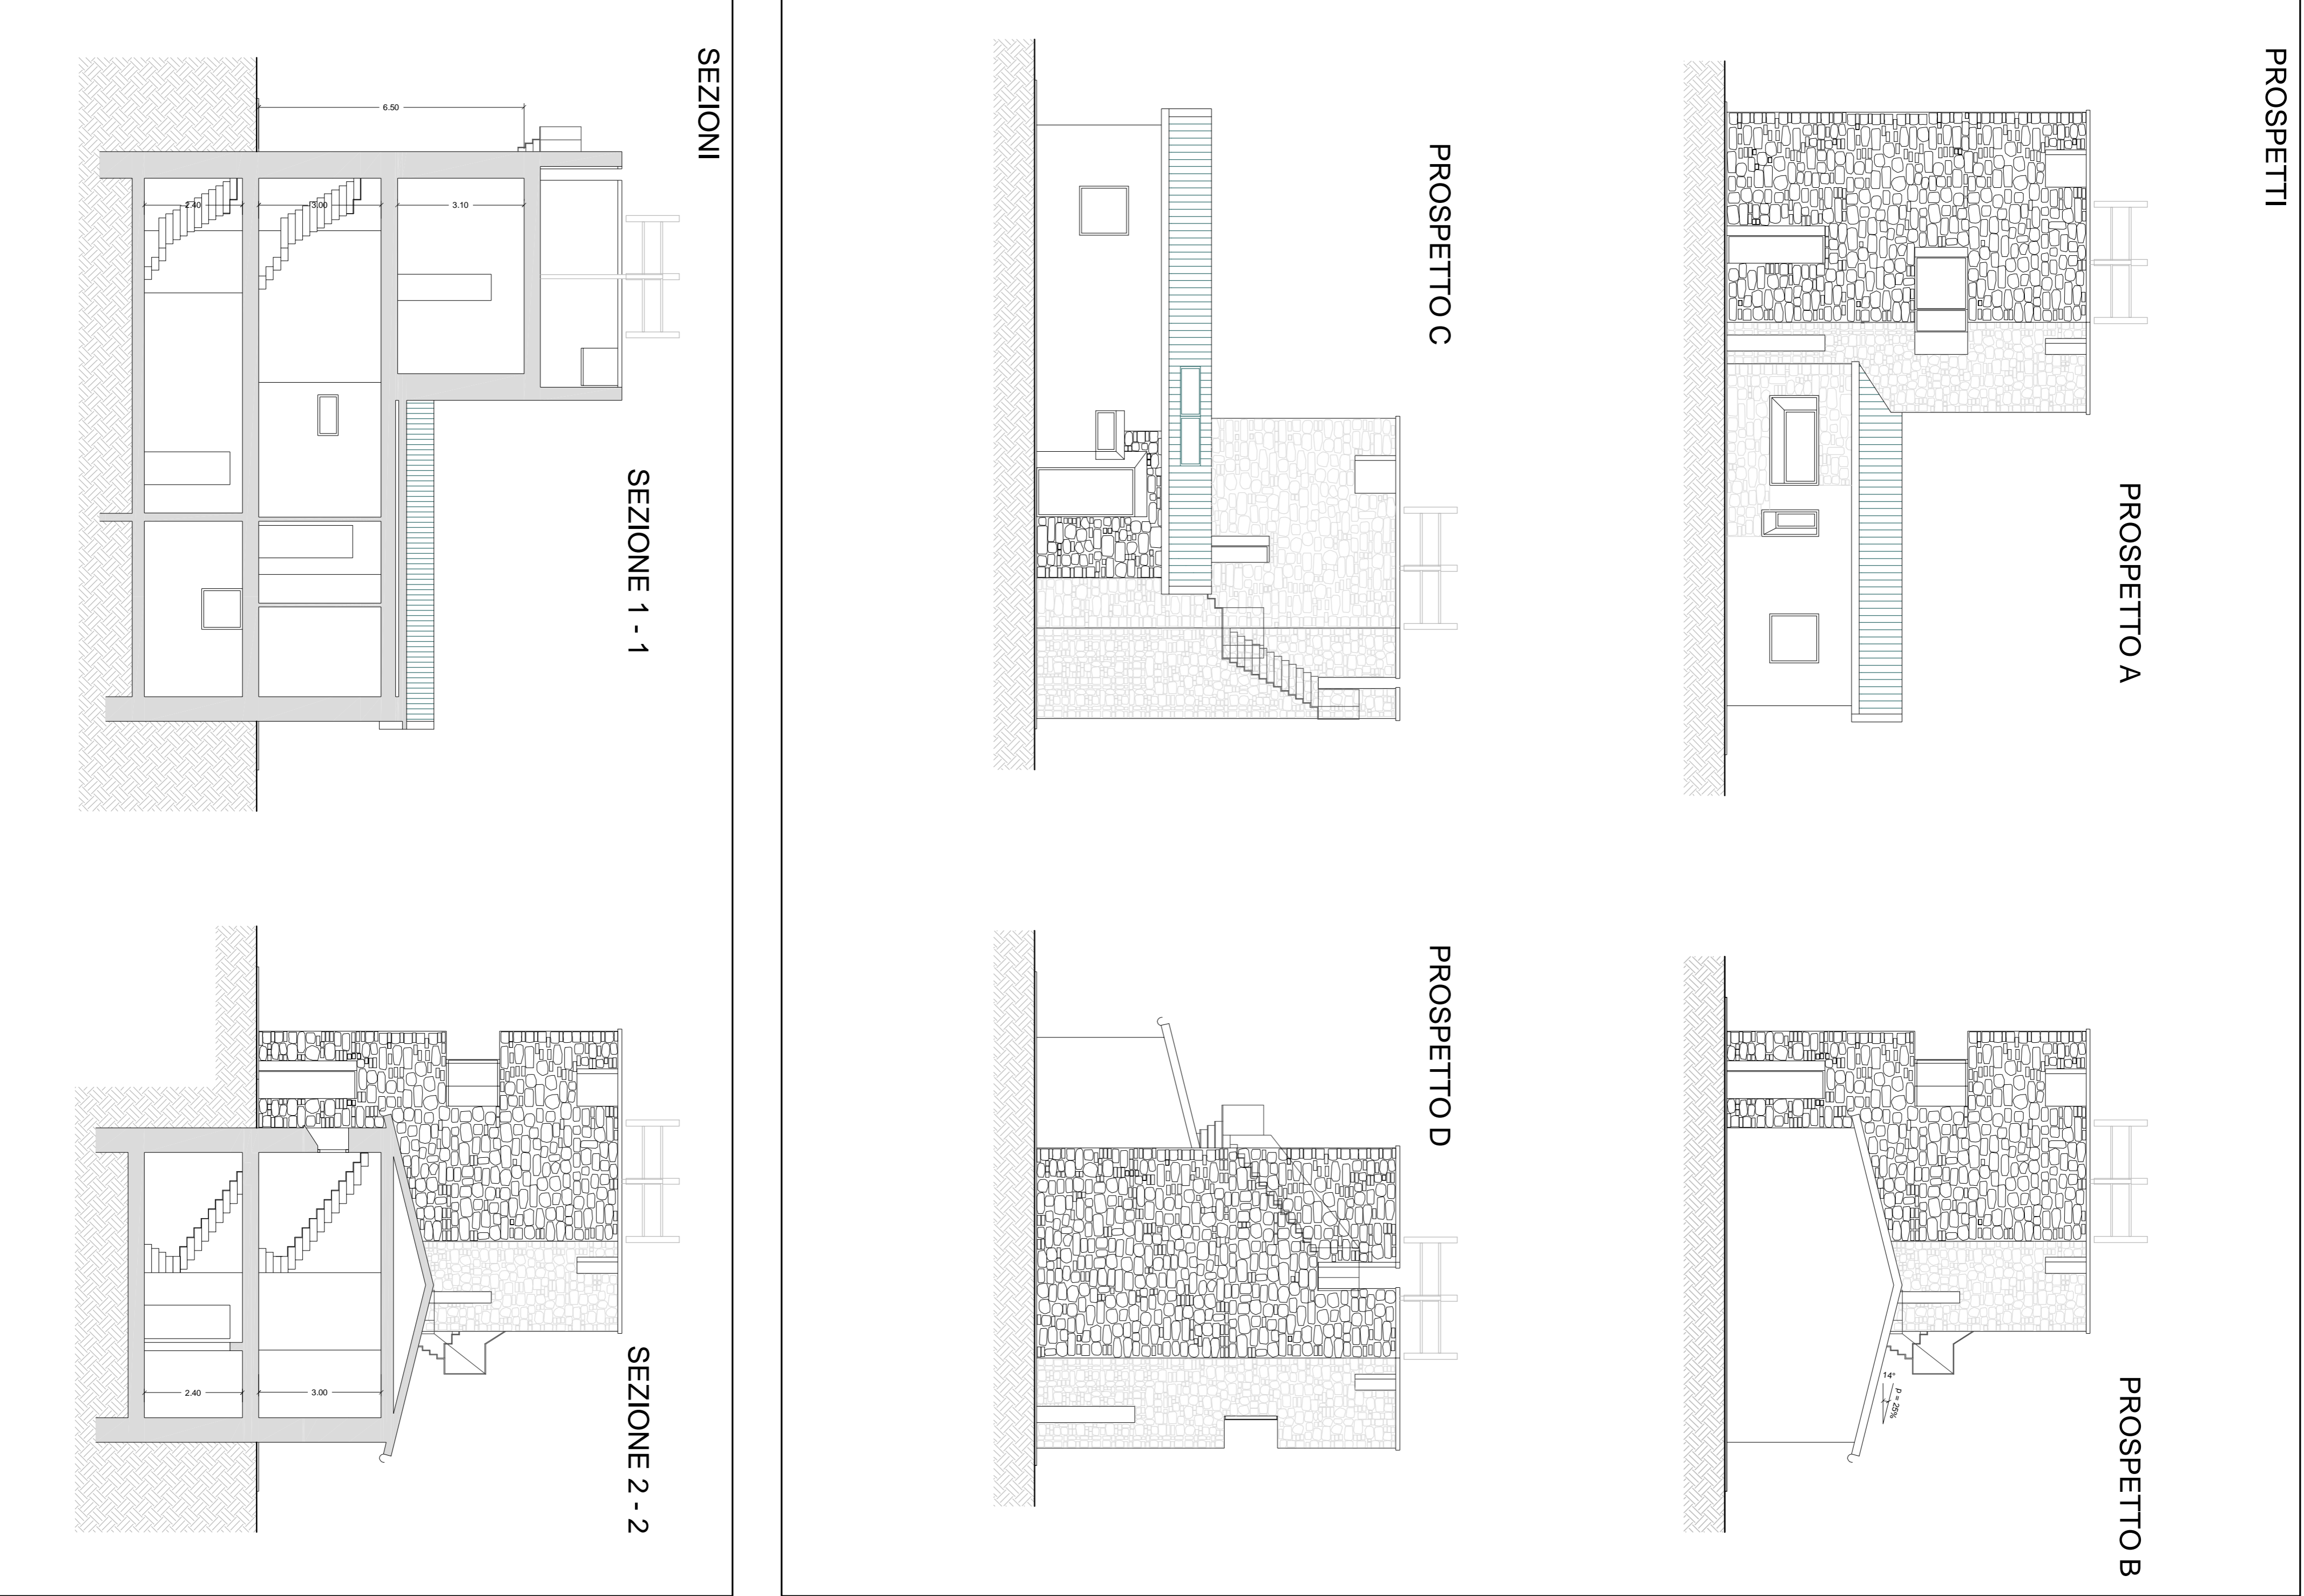 PROSPETTI
PROSPETTO A
PROSPETTO B
14°
p = 25%
PROSPETTO C
PROSPETTO D
SEZIONI
SEZIONE 1 - 1
6.50
2.40
3.00
3.10
SEZIONE 2 - 2
2.40
3.00